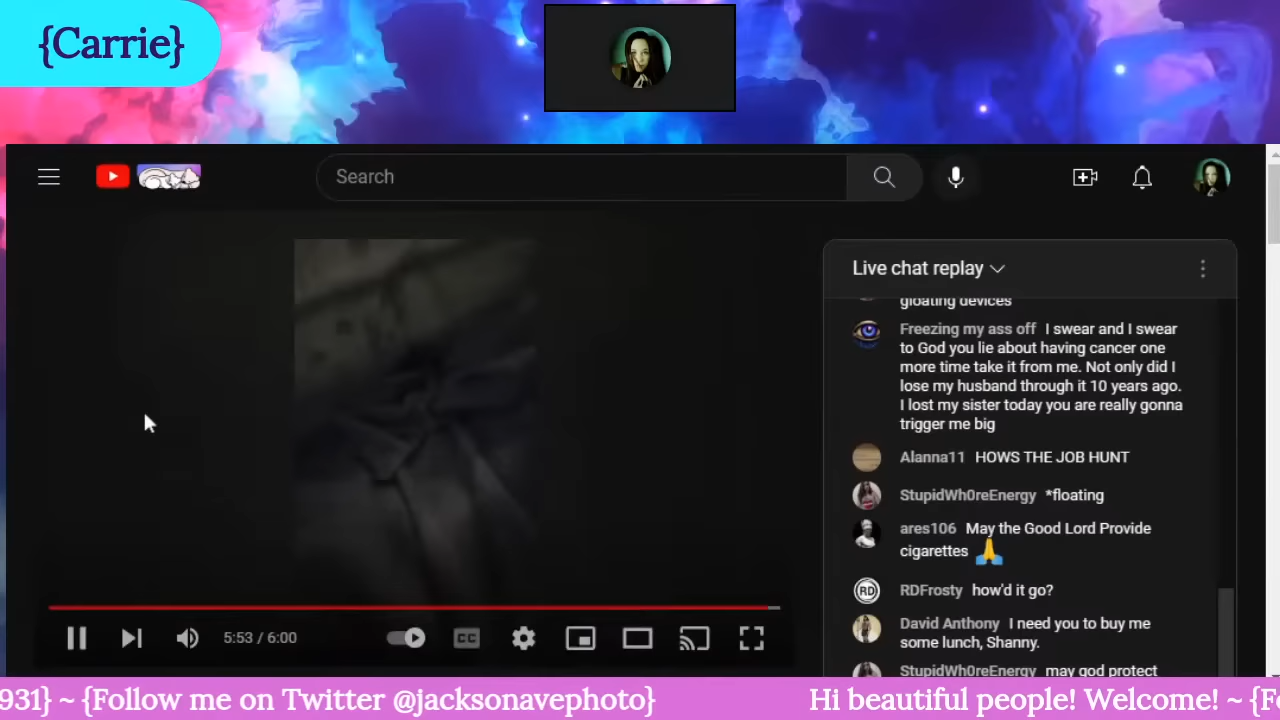 {Carrie}
Search
Live chat replay
gloating devices
Freezing my ass off I swear and I swear
to God you lie about having cancer one
more time take it from me. Not only did I
lose my husband through it 10 years ago.
I lost my sister today you are really gonna
trigger me big
Alanna11 HOWS THE JOB HUNT
StupidWh0reEnergy *floating
ares106 May the Good Lord Provide
cigarettes 🙏
RD RDFrosty how'd it go?
David Anthony I need you to buy me
some lunch, Shanny.
StupidWh0reEnergy may god protect
5:53 / 6:00
CC
931} ~ {Follow me on Twitter @jacksonavephoto} Hi beautiful people! Welcome! ~ {Fo